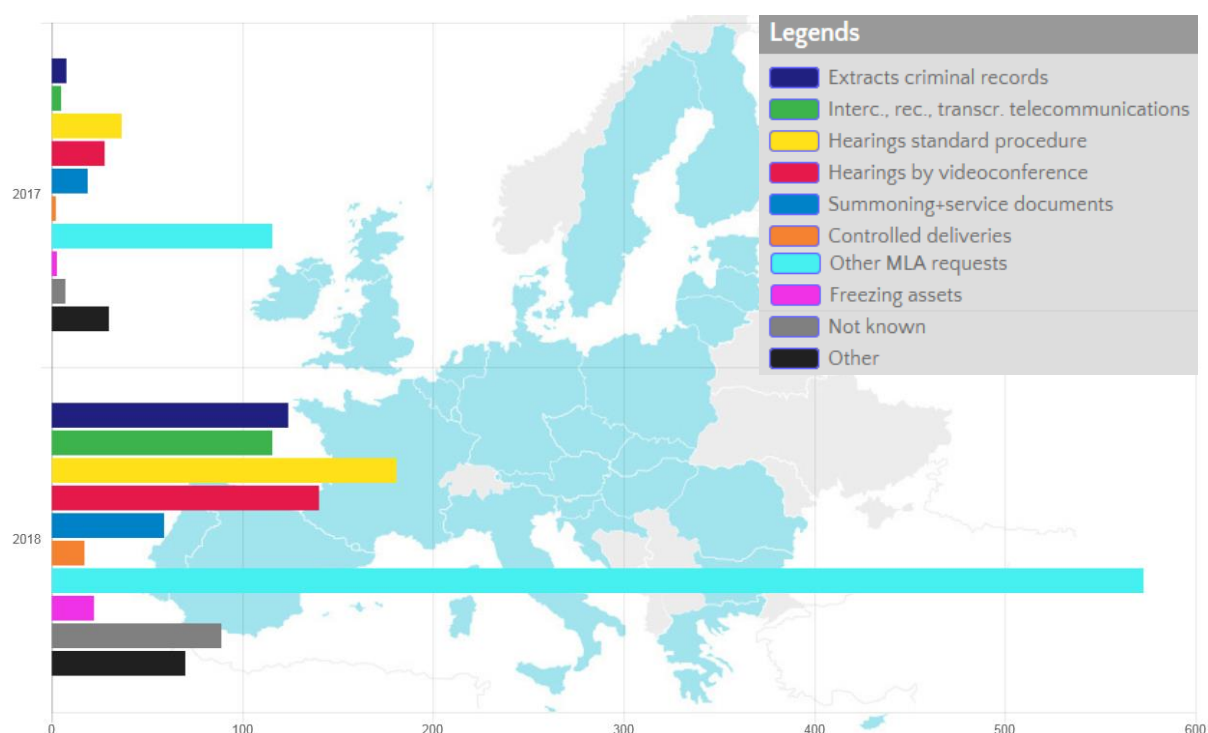 Legends
Extracts criminal records
Interc., rec., transcr. telecommunications
Hearings standard procedure
Hearings by videoconference
Summoning+service documents
Controlled deliveries
Other MLA requests
Freezing assets
Not known
Other
2017
2018
0 100 200 300 400 500 600